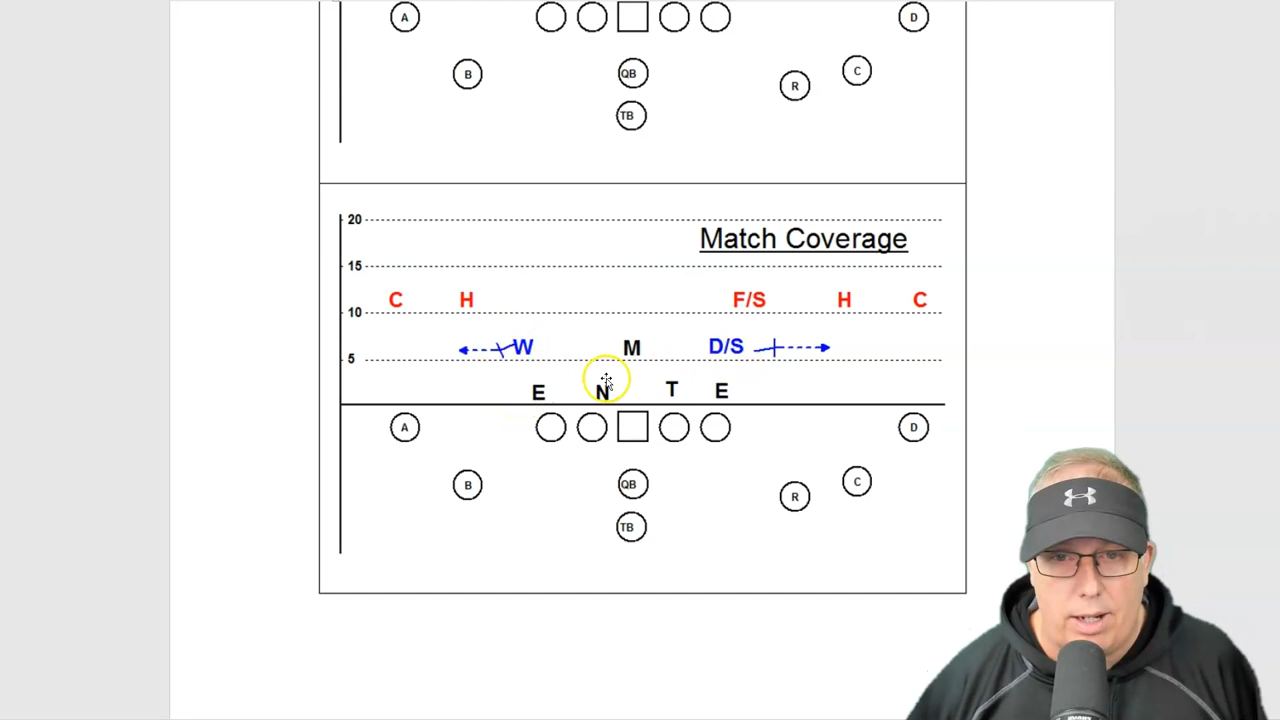 A D
B QB R C
TB
20
Match Coverage
15
C H F/S H C
10
W M D/S
5
E N T E
A D
B QB R C
TB